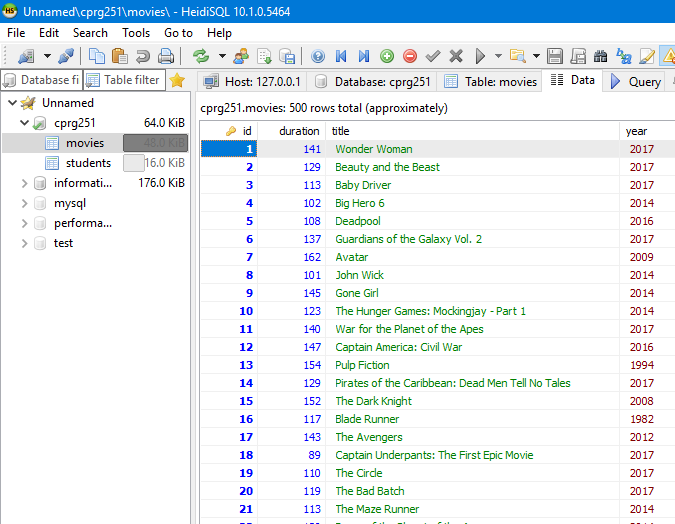 Unnamed\cprg251\movies\ - HeidiSQL 10.1.0.5464
File Edit Search Tools Go to Help
Database fi Table filter Host: 127.0.0.1 Database: cprg251 Table: movies Data Query
Unnamed cprg251.movies: 500 rows total (approximately)
cprg251 64.0 KiB id duration title year
movies 48.0 KiB 1 141 Wonder Woman 2017
students 16.0 KiB 2 129 Beauty and the Beast 2017
informati... 176.0 KiB 3 113 Baby Driver 2017
mysql 4 102 Big Hero 6 2014
performa... 5 108 Deadpool 2016
test 6 137 Guardians of the Galaxy Vol. 2 2017
7 162 Avatar 2009
8 101 John Wick 2014
9 145 Gone Girl 2014
10 123 The Hunger Games: Mockingjay - Part 1 2014
11 140 War for the Planet of the Apes 2017
12 147 Captain America: Civil War 2016
13 154 Pulp Fiction 1994
14 129 Pirates of the Caribbean: Dead Men Tell No Tales 2017
15 152 The Dark Knight 2008
16 117 Blade Runner 1982
17 143 The Avengers 2012
18 89 Captain Underpants: The First Epic Movie 2017
19 110 The Circle 2017
20 119 The Bad Batch 2017
21 113 The Maze Runner 2014